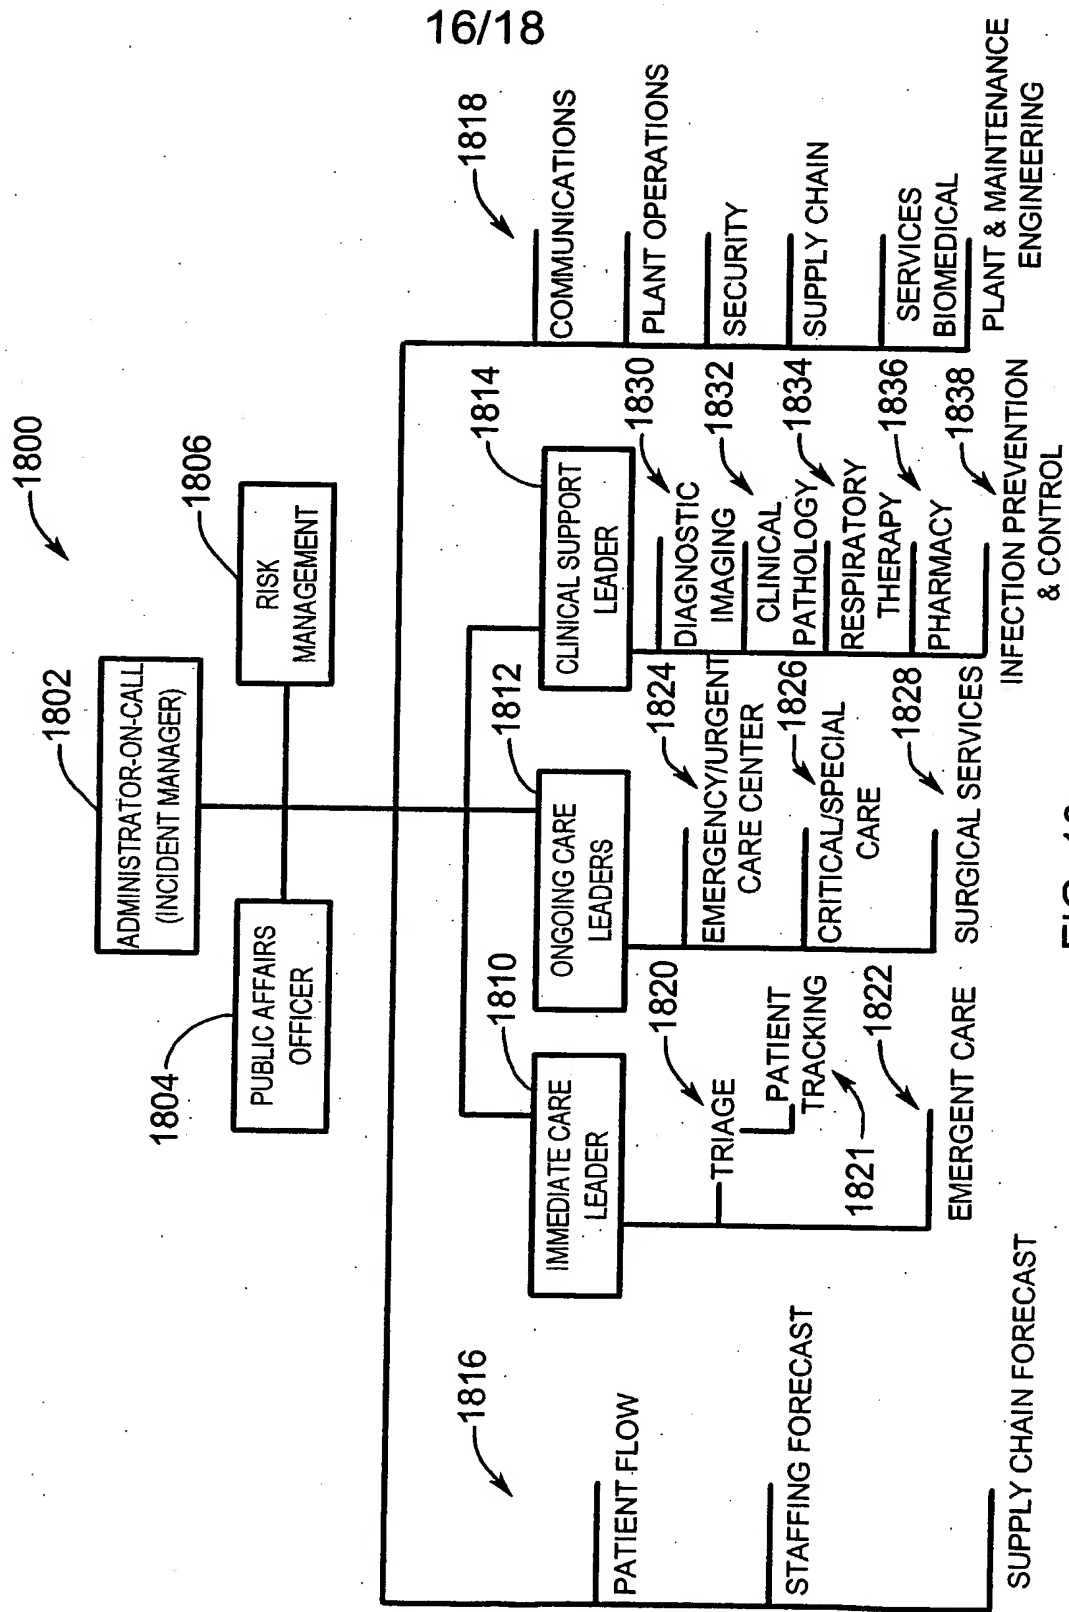 16/18
1800
1802
ADMINISTRATOR-ON-CALL
(INCIDENT MANAGER)
1804
PUBLIC AFFAIRS
OFFICER
1806
RISK
MANAGEMENT
1810
IMMEDIATE CARE
LEADER
1812
ONGOING CARE
LEADERS
1814
CLINICAL SUPPORT
LEADER
1816
PATIENT FLOW
STAFFING FORECAST
SUPPLY CHAIN FORECAST
1820
TRIAGE
PATIENT
TRACKING
1821
1822
EMERGENT CARE
1824
EMERGENCY/URGENT
CARE CENTER
1826
CRITICAL/SPECIAL
CARE
1828
SURGICAL SERVICES
1830
DIAGNOSTIC
IMAGING
1832
CLINICAL
PATHOLOGY
1834
RESPIRATORY
THERAPY
1836
PHARMACY
1838
INFECTION PREVENTION
& CONTROL
1818
COMMUNICATIONS
PLANT OPERATIONS
SECURITY
SUPPLY CHAIN
SERVICES
BIOMEDICAL
PLANT & MAINTENANCE
ENGINEERING